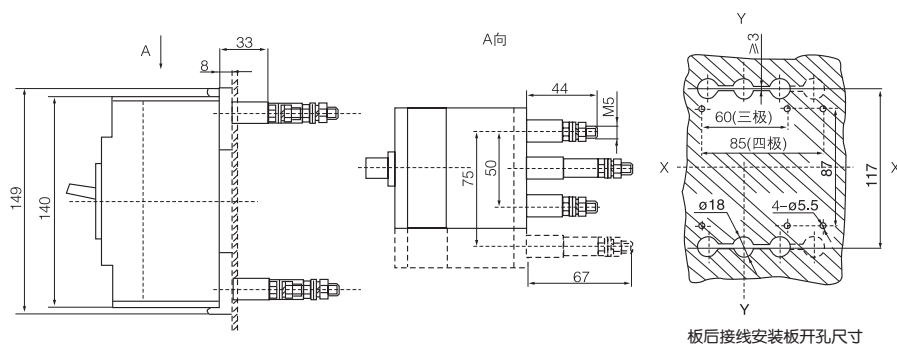 A
33
8
149
140
A向
44
M5
75
50
67
Y
≥3
60(三极)
85(四极)
X
X
87
117
ø18
4-ø5.5
Y
板后接线安装板开孔尺寸